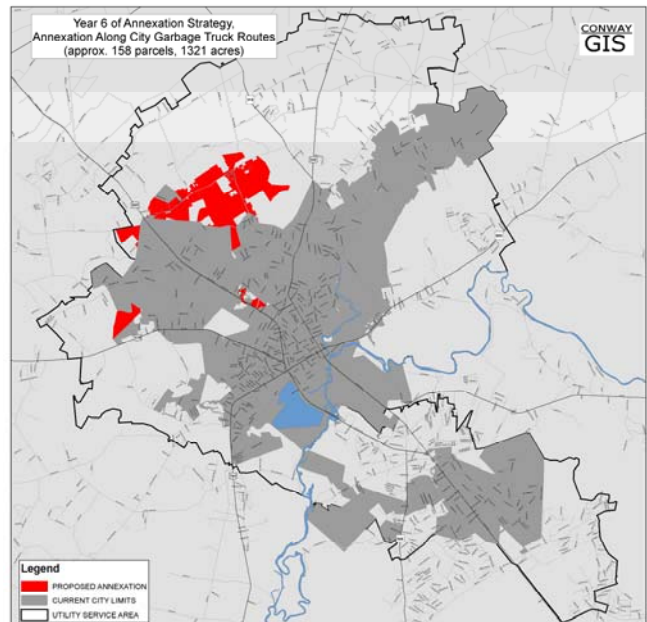 Year 6 of Annexation Strategy,
Annexation Along City Garbage Truck Routes
(approx. 158 parcels, 1321 acres)
CONWAY
GIS
Legend
PROPOSED ANNEXATION
CURRENT CITY LIMITS
UTILITY SERVICE AREA